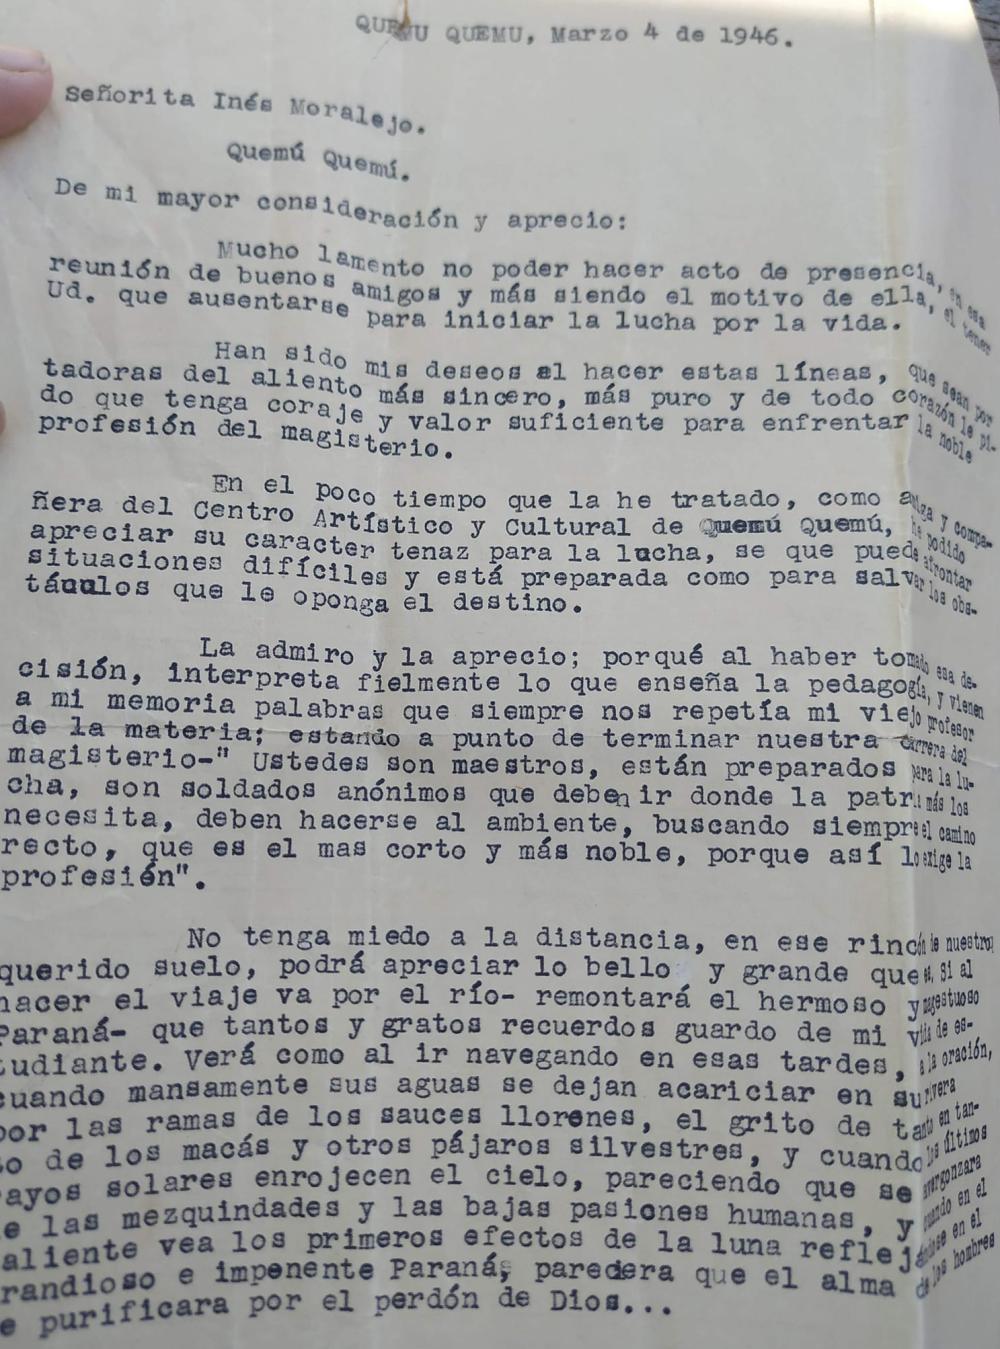 QUEMU QUEMU, Marzo 4 de 1946.
Señorita Inés Moralejo.
Quemú Quemú.
De mi mayor consideración y aprecio:
Mucho lamento no poder hacer acto de presencia, en esa
reunión de buenos amigos y más siendo el motivo de ella, el tener
Ud. que ausentarse para iniciar la lucha por la vida.
Han sido mis deseos al hacer estas líneas, que sean por
tadoras del aliento más sincero, más puro y de todo corazón le pi-
do que tenga coraje y valor suficiente para enfrentar la noble
profesión del magisterio.
En el poco tiempo que la he tratado, como amiga y compa-
ñera del Centro Artístico y Cultural de Quemú Quemú, he podido
apreciar su caracter tenaz para la lucha, se que puede afrontar
situaciones difíciles y está preparada como para salvar los obs-
táculos que le oponga el destino.
La admiro y la aprecio; porqué al haber tomado esa de-
cisión, interpreta fielmente lo que enseña la pedagogía, y vienen
a mi memoria palabras que siempre nos repetía mi viejo profesor
de la materia; estando a punto de terminar nuestra carrera del
magisterio-" Ustedes son maestros, están preparados para la lu-
cha, son soldados anónimos que deben ir donde la patria más los
necesita, deben hacerse al ambiente, buscando siempre el camino
recto, que es el mas corto y más noble, porque así lo exige la
profesión".
No tenga miedo a la distancia, en ese rincón de nuestro
querido suelo, podrá apreciar lo bello y grande que es. Si al
hacer el viaje va por el río- remontará el hermoso y magestuoso
Paraná- que tantos y gratos recuerdos guardo de mi vida de es-
tudiante. Verá como al ir navegando en esas tardes, a la oración,
cuando mansamente sus aguas se dejan acariciar en su rivera
por las ramas de los sauces llorenes, el grito de tanto en tan-
to de los macás y otros pájaros silvestres, y cuando los últimos
rayos solares enrojecen el cielo, pareciendo que se avergonzara
de las mezquindades y las bajas pasiones humanas, y cuando en el
saliente vea los primeros efectos de la luna reflejándose en el
grandioso e imponente Paraná, parecera que el alma de los hombres
se purificara por el perdón de Dios...